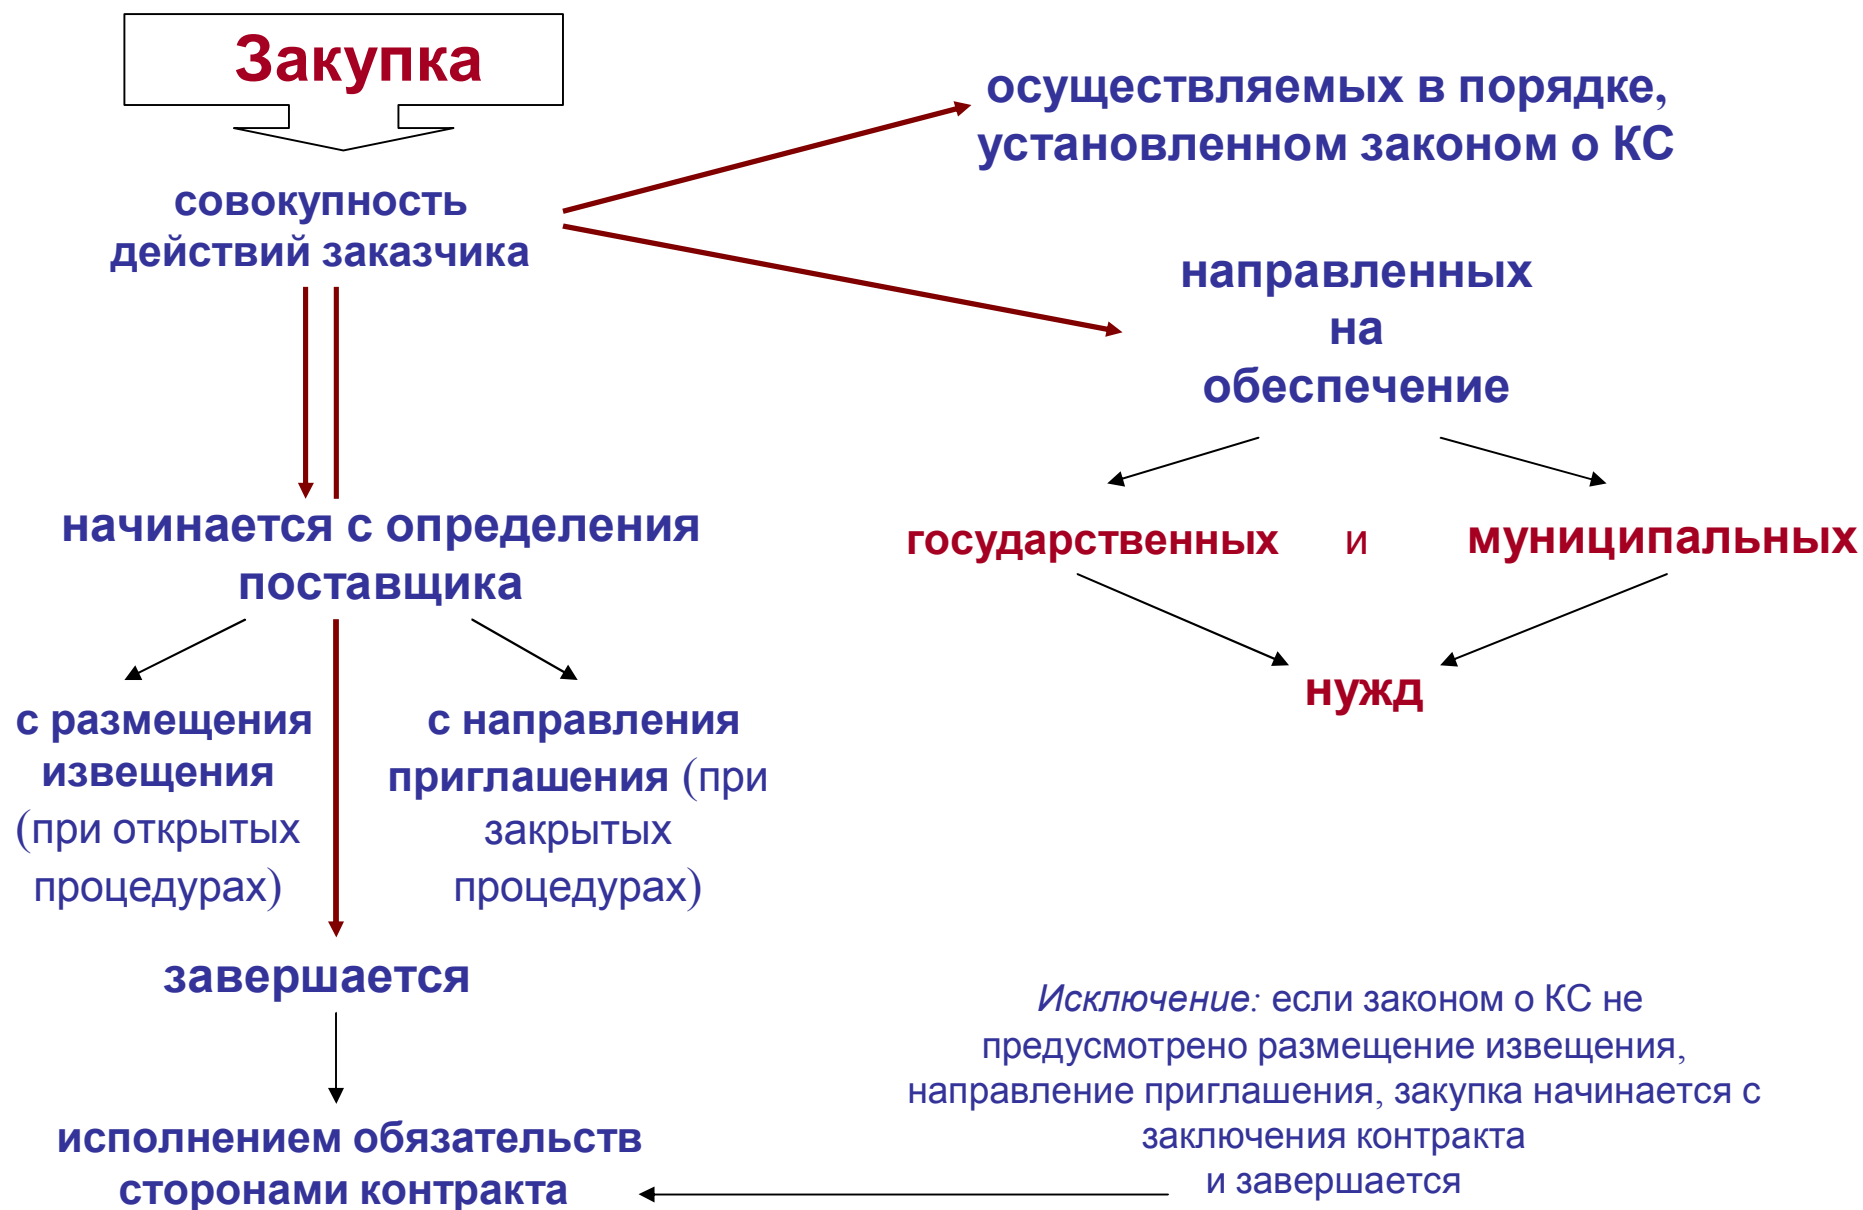 Закупка
совокупность
действий заказчика
осуществляемых в порядке,
установленном законом о КС
направленных
на
обеспечение
государственных и муниципальных
нужд
начинается с определения
поставщика
с размещения
извещения
(при открытых
процедурах)
с направления
приглашения (при
закрытых
процедурах)
завершается
исполнением обязательств
сторонами контракта
Исключение: если законом о КС не
предусмотрено размещение извещения,
направление приглашения, закупка начинается с
заключения контракта
и завершается